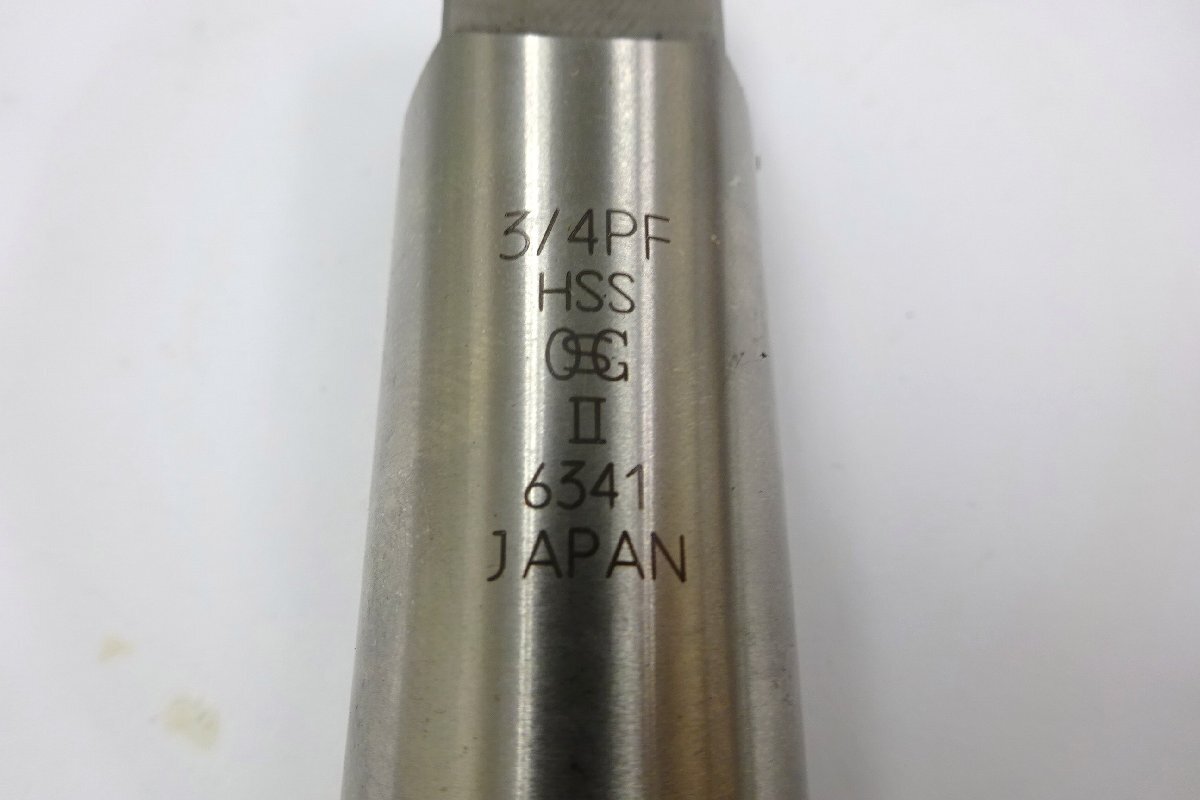 3/4PF
HSS
OSG
II
6341
JAPAN